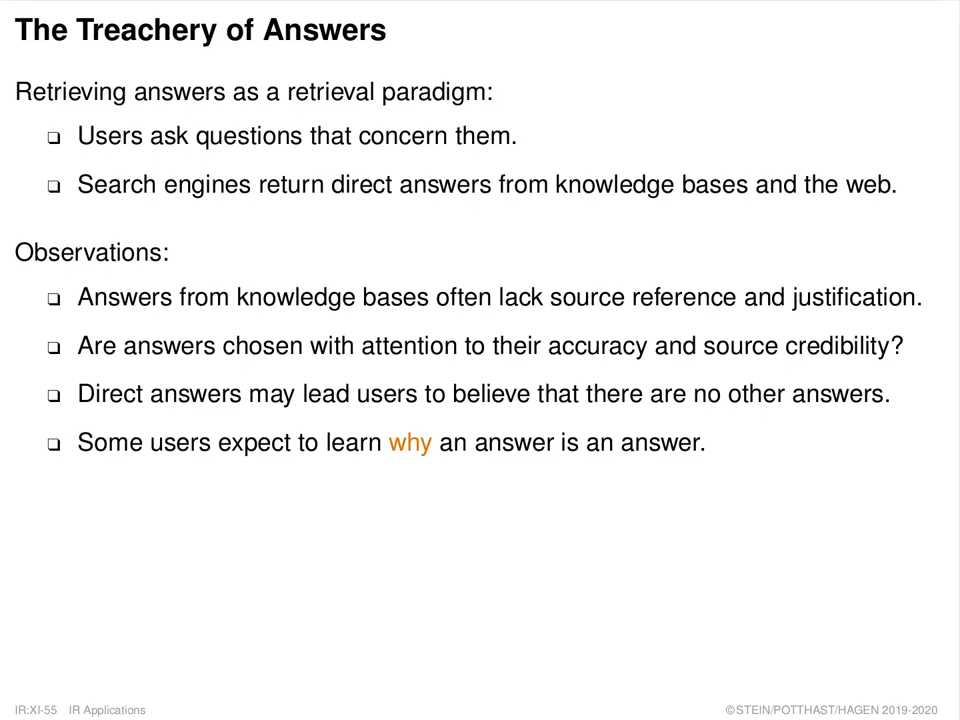 The Treachery of Answers
Retrieving answers as a retrieval paradigm:
❑ Users ask questions that concern them.
❑ Search engines return direct answers from knowledge bases and the web.
Observations:
❑ Answers from knowledge bases often lack source reference and justification.
❑ Are answers chosen with attention to their accuracy and source credibility?
❑ Direct answers may lead users to believe that there are no other answers.
❑ Some users expect to learn why an answer is an answer.
IR:XI-55 IR Applications
©STEIN/POTTHAST/HAGEN 2019-2020